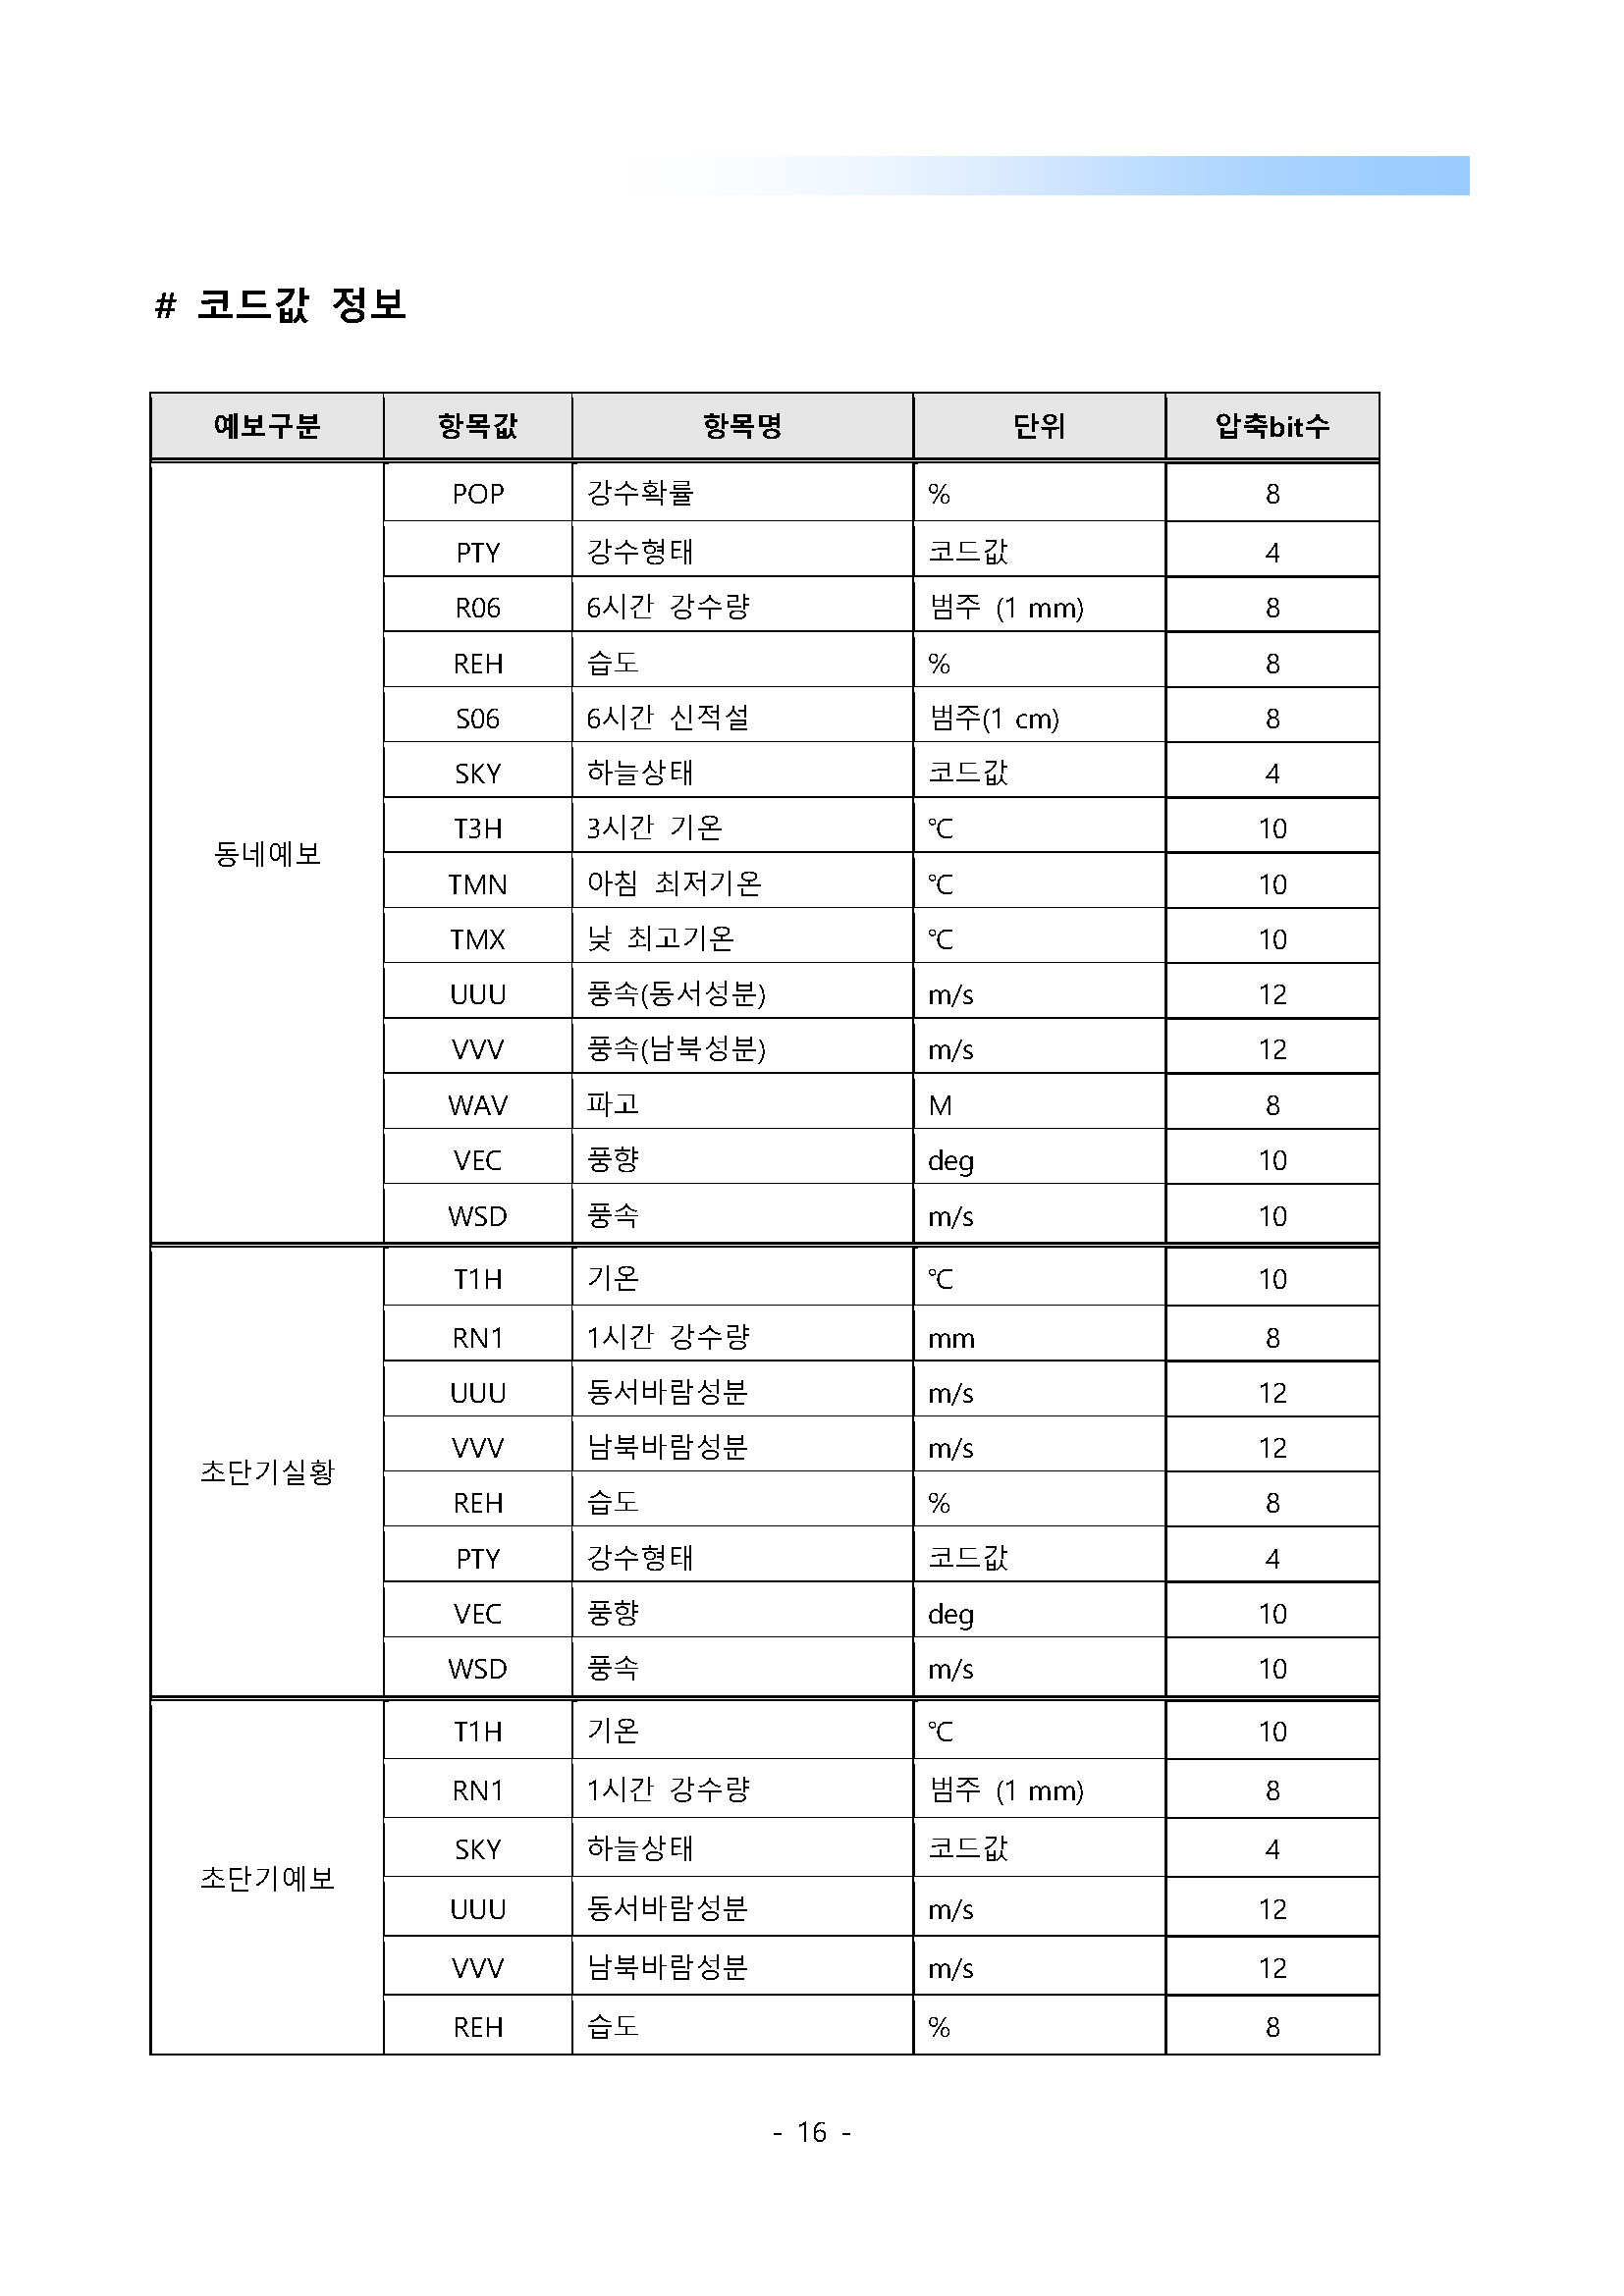 # 코드값 정보
예보구분 항목값 항목명 단위 압축bit수
동네예보
POP 강수확률 % 8
PTY 강수형태 코드값 4
R06 6시간 강수량 범주 (1 mm) 8
REH 습도 % 8
S06 6시간 신적설 범주(1 cm) 8
SKY 하늘상태 코드값 4
T3H 3시간 기온 ℃ 10
TMN 아침 최저기온 ℃ 10
TMX 낮 최고기온 ℃ 10
UUU 풍속(동서성분) m/s 12
VVV 풍속(남북성분) m/s 12
WAV 파고 M 8
VEC 풍향 deg 10
WSD 풍속 m/s 10
초단기실황
T1H 기온 ℃ 10
RN1 1시간 강수량 mm 8
UUU 동서바람성분 m/s 12
VVV 남북바람성분 m/s 12
REH 습도 % 8
PTY 강수형태 코드값 4
VEC 풍향 deg 10
WSD 풍속 m/s 10
초단기예보
T1H 기온 ℃ 10
RN1 1시간 강수량 범주 (1 mm) 8
SKY 하늘상태 코드값 4
UUU 동서바람성분 m/s 12
VVV 남북바람성분 m/s 12
REH 습도 % 8
- 16 -